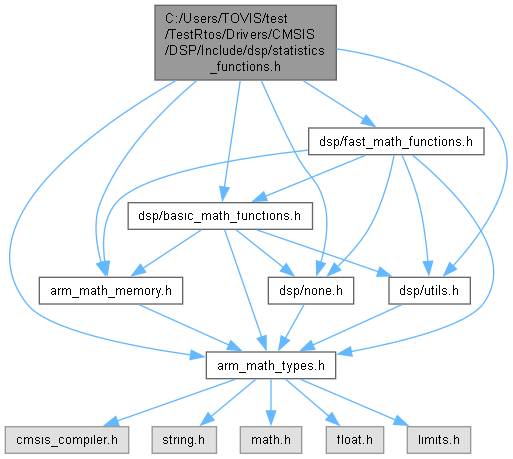 C:/Users/TOVIS/test
/TestRtos/Drivers/CMSIS
/DSP/Include/dsp/statistics
_functions.h
dsp/fast_math_functions.h
dsp/basic_math_functions.h
arm_math_memory.h
dsp/none.h
dsp/utils.h
arm_math_types.h
cmsis_compiler.h
string.h
math.h
float.h
limits.h